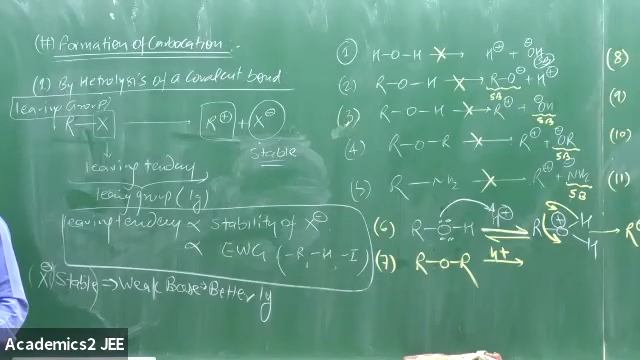 (H) Formation of Carbocation :-
(1) By Hetrolysis of a covalent bond
leaving Group
R–X ⟶ R⊕ + X⊖
Stable
↓
leaving tendency
leaving group (lg)
leaving tendency ∝ Stability of X⊖
∝ EWG (–R, –H, –I)
(X⊖) Stable → Weak Base → Better lg
(1) H–O–H ⟶ H⊕ + ⊖OH
(2) R–O–H ⟶ R–O⊖ + H⊕
SB
(3) R–O–H ⟶ R⊕ + ⊖OH
SB
(4) R–O–R ⟶ R⊕ + ⊖OR
SB
(5) R–NH₂ ⟶ R⊕ + ⊖NH₂
SB
(6) R–O–H H⊕ ⇌ R–O⊕ H H ⟶ R⊕
(7) R–O–R H+ ⟶
(8)
(9)
(10)
(11)
Academics2 JEE